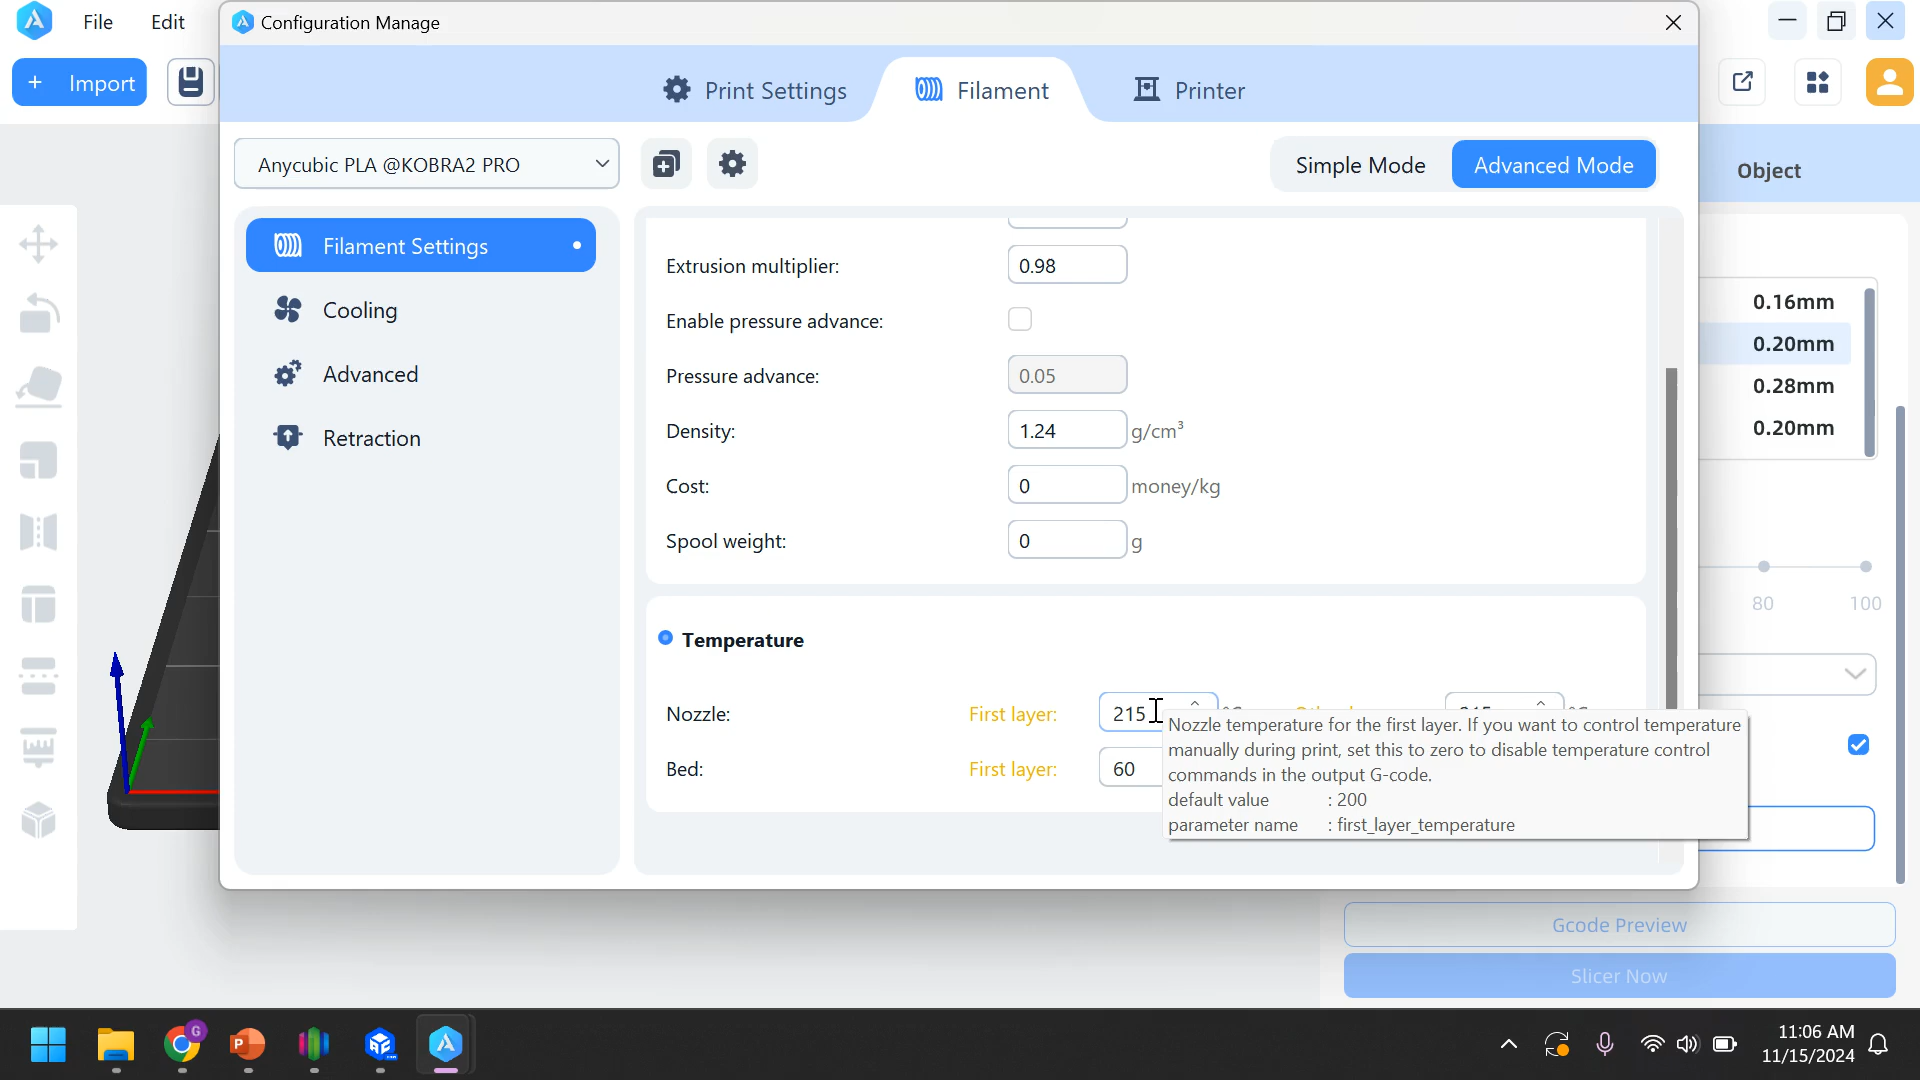 File Edit
Configuration Manage
+ Import
Print Settings
Filament
Printer
Anycubic PLA @KOBRA2 PRO
Simple Mode
Advanced Mode
Object
Filament Settings
Cooling
Advanced
Retraction
Extrusion multiplier: 0.98
Enable pressure advance:
Pressure advance: 0.05
Density: 1.24 g/cm³
Cost: 0 money/kg
Spool weight: 0 g
Temperature
Nozzle: First layer: 215
Bed: First layer: 60
Nozzle temperature for the first layer. If you want to control temperature
manually during print, set this to zero to disable temperature control
commands in the output G-code.
default value : 200
parameter name : first_layer_temperature
0.16mm
0.20mm
0.28mm
0.20mm
80 100
Gcode Preview
Slicer Now
G
P
11:06 AM
11/15/2024